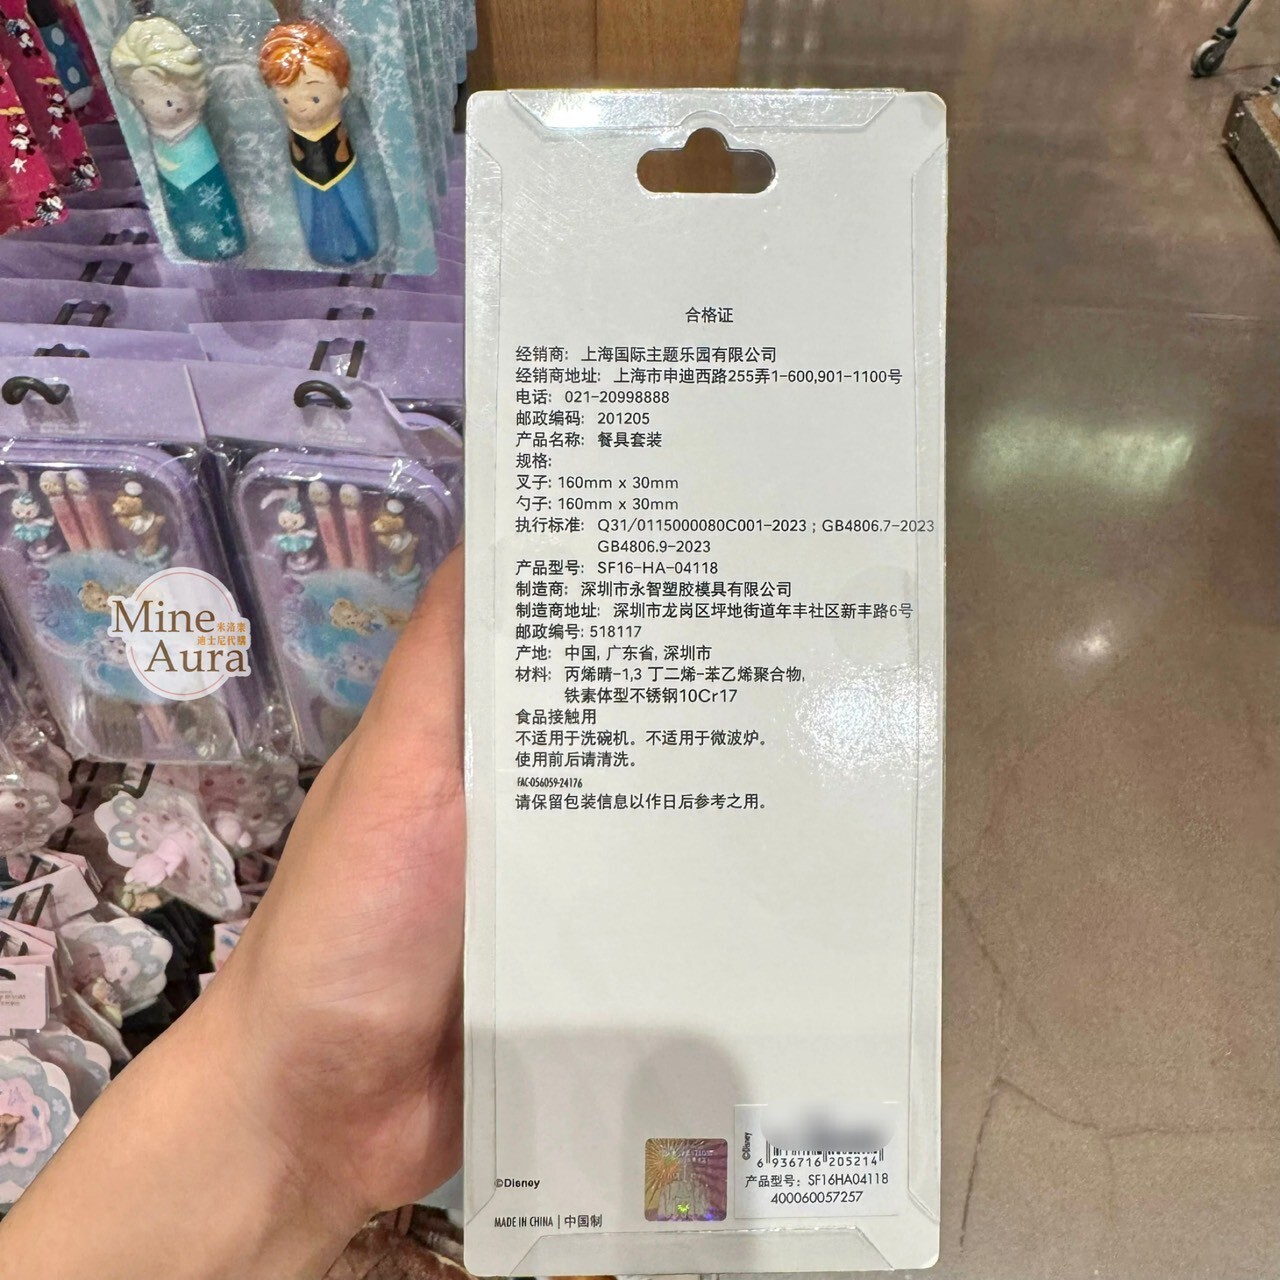 合格证
经销商: 上海国际主题乐园有限公司
经销商地址: 上海市申迪西路255弄1-600,901-1100号
电话: 021-20998888
邮政编码: 201205
产品名称: 餐具套装
规格:
叉子: 160mm x 30mm
勺子: 160mm x 30mm
执行标准: Q31/0115000080C001-2023 ; GB4806.7-2023
GB4806.9-2023
产品型号: SF16-HA-04118
制造商: 深圳市永智塑胶模具有限公司
制造商地址: 深圳市龙岗区坪地街道年丰社区新丰路6号
邮政编号: 518117
产地: 中国, 广东省, 深圳市
材料: 丙烯晴-1,3 丁二烯-苯乙烯聚合物,
铁素体型不锈钢10Cr17
食品接触用
不适用于洗碗机。不适用于微波炉。
使用前后请清洗。
FAC-056059-24176
请保留包装信息以作日后参考之用。
Mine 米洛奧
迪士尼代購
Aura
©Disney
6 936716 205214
产品型号: SF16HA04118
400060057257
©Disney
MADE IN CHINA | 中国制